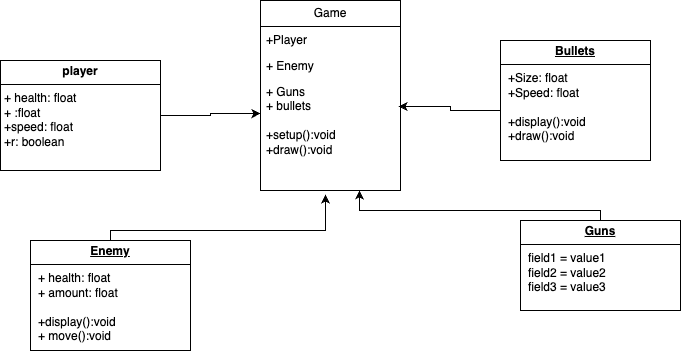 Game
+Player
+ Enemy
+ Guns
+ bullets
+setup():void
+draw():void
Bullets
+Size: float
+Speed: float
+display():void
+draw():void
player
+ health: float
+ :float
+speed: float
+r: boolean
Enemy
+ health: float
+ amount: float
+display():void
+ move():void
Guns
field1 = value1
field2 = value2
field3 = value3